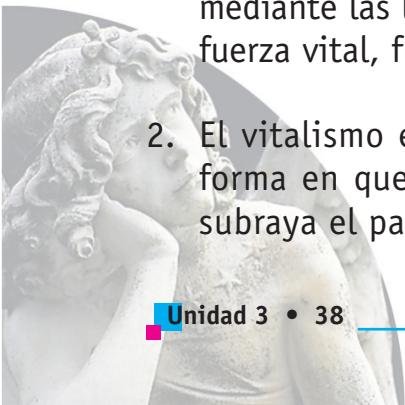 mediante las
fuerza vital, f
2. El vitalismo e
forma en que
subraya el pa
Unidad 3 • 38